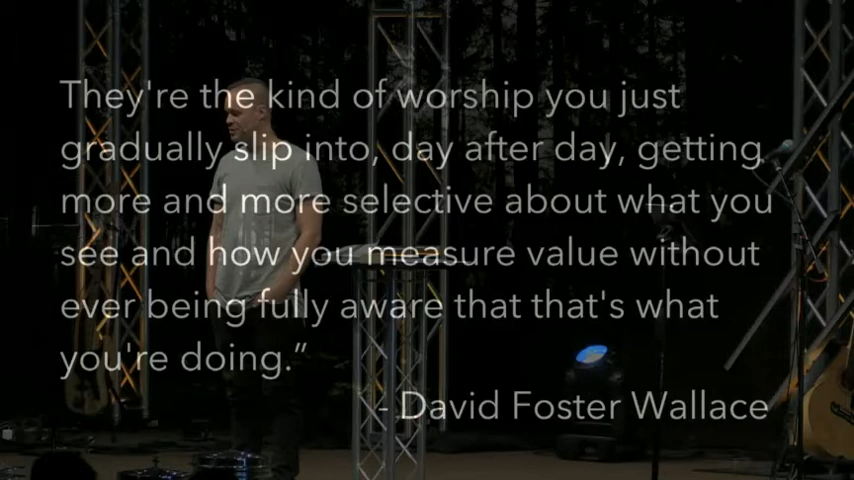 They're the kind of worship you just
gradually slip into, day after day, getting
more and more selective about what you
see and how you measure value without
ever being fully aware that that's what
you're doing.”
- David Foster Wallace